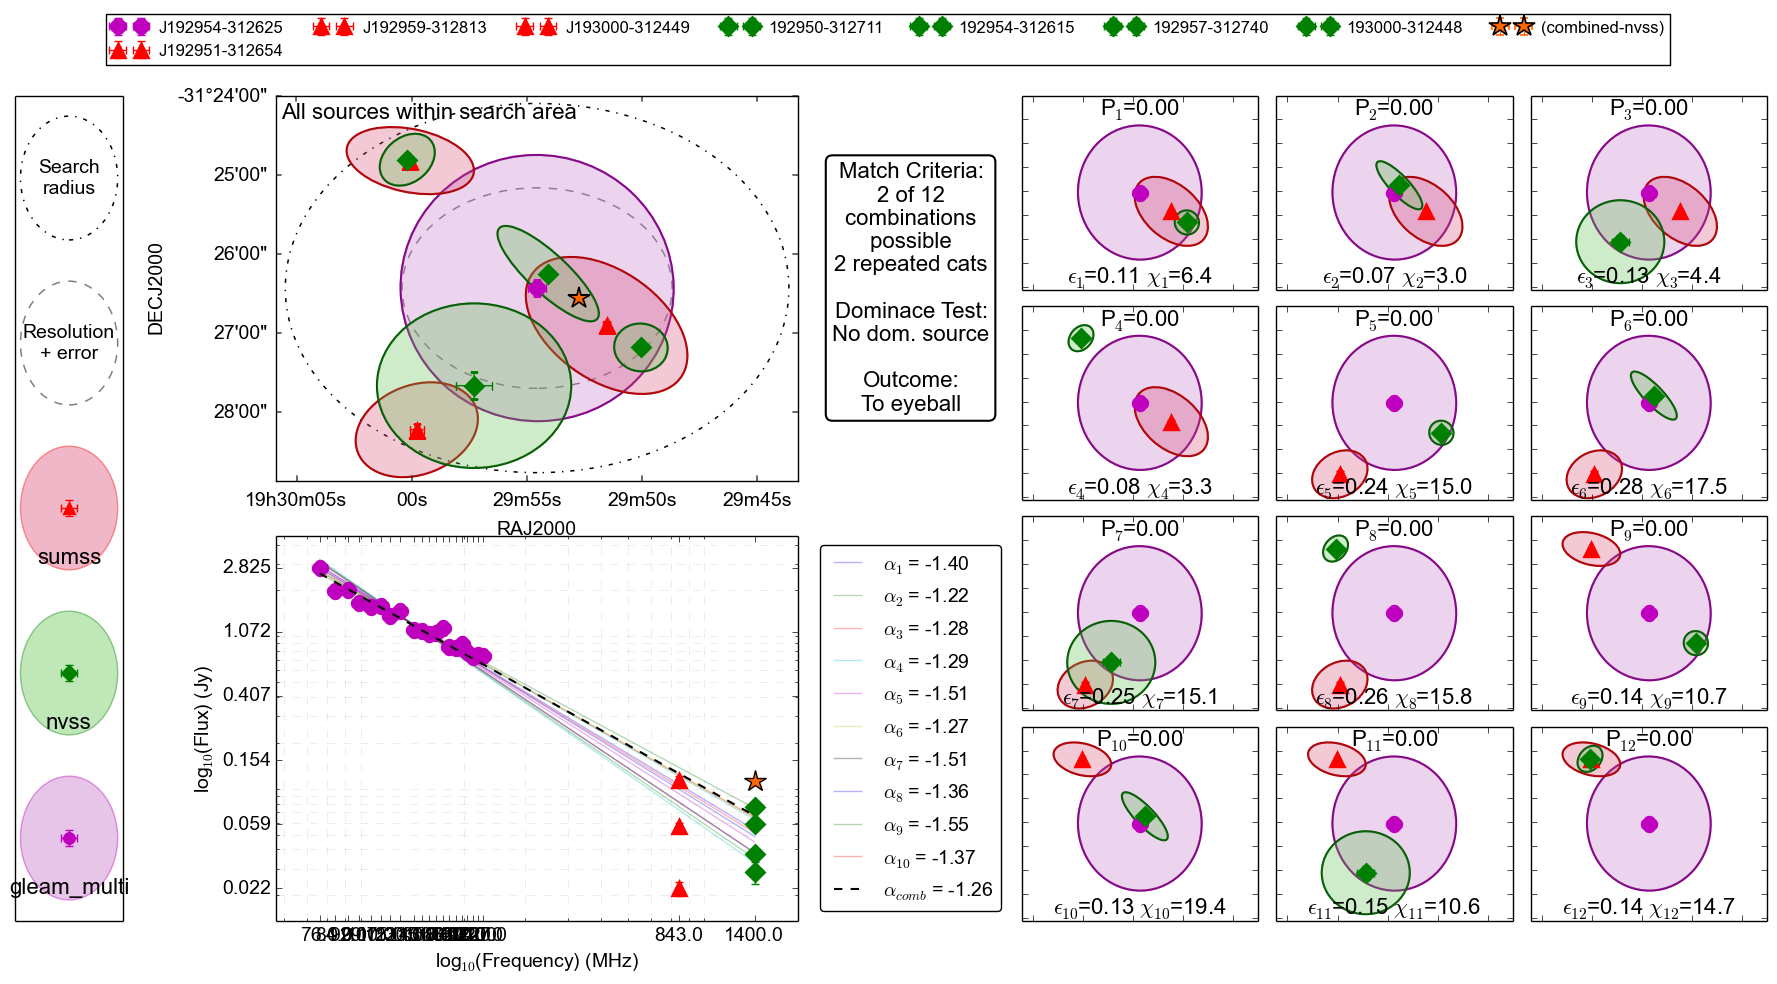 J192954-312625 J192959-312813 J193000-312449 192950-312711 192954-312615 192957-312740 193000-312448 (combined-nvss)
J192951-312654
Search
radius
Resolution
+ error
sumss
nvss
gleam_multi
All sources within search area
-31°24'00"
25'00"
26'00"
27'00"
28'00"
DECJ2000
19h30m05s 00s 29m55s 29m50s 29m45s
RAJ2000
Match Criteria:
2 of 12
combinations
possible
2 repeated cats
Dominace Test:
No dom. source
Outcome:
To eyeball
2.825
1.072
0.407
0.154
0.059
0.022
log10(Flux) (Jy)
843.0 1400.0
log10(Frequency) (MHz)
α1 = -1.40
α2 = -1.22
α3 = -1.28
α4 = -1.29
α5 = -1.51
α6 = -1.27
α7 = -1.51
α8 = -1.36
α9 = -1.55
α10 = -1.37
αcomb = -1.26
P1=0.00 P2=0.00 P3=0.00
ϵ1=0.11 χ1=6.4 ϵ2=0.07 χ2=3.0 ϵ3=0.13 χ3=4.4
P4=0.00 P5=0.00 P6=0.00
ϵ4=0.08 χ4=3.3 ϵ5=0.24 χ5=15.0 ϵ6=0.28 χ6=17.5
P7=0.00 P8=0.00 P9=0.00
ϵ7=0.25 χ7=15.1 ϵ8=0.26 χ8=15.8 ϵ9=0.14 χ9=10.7
P10=0.00 P11=0.00 P12=0.00
ϵ10=0.13 χ10=19.4 ϵ11=0.15 χ11=10.6 ϵ12=0.14 χ12=14.7